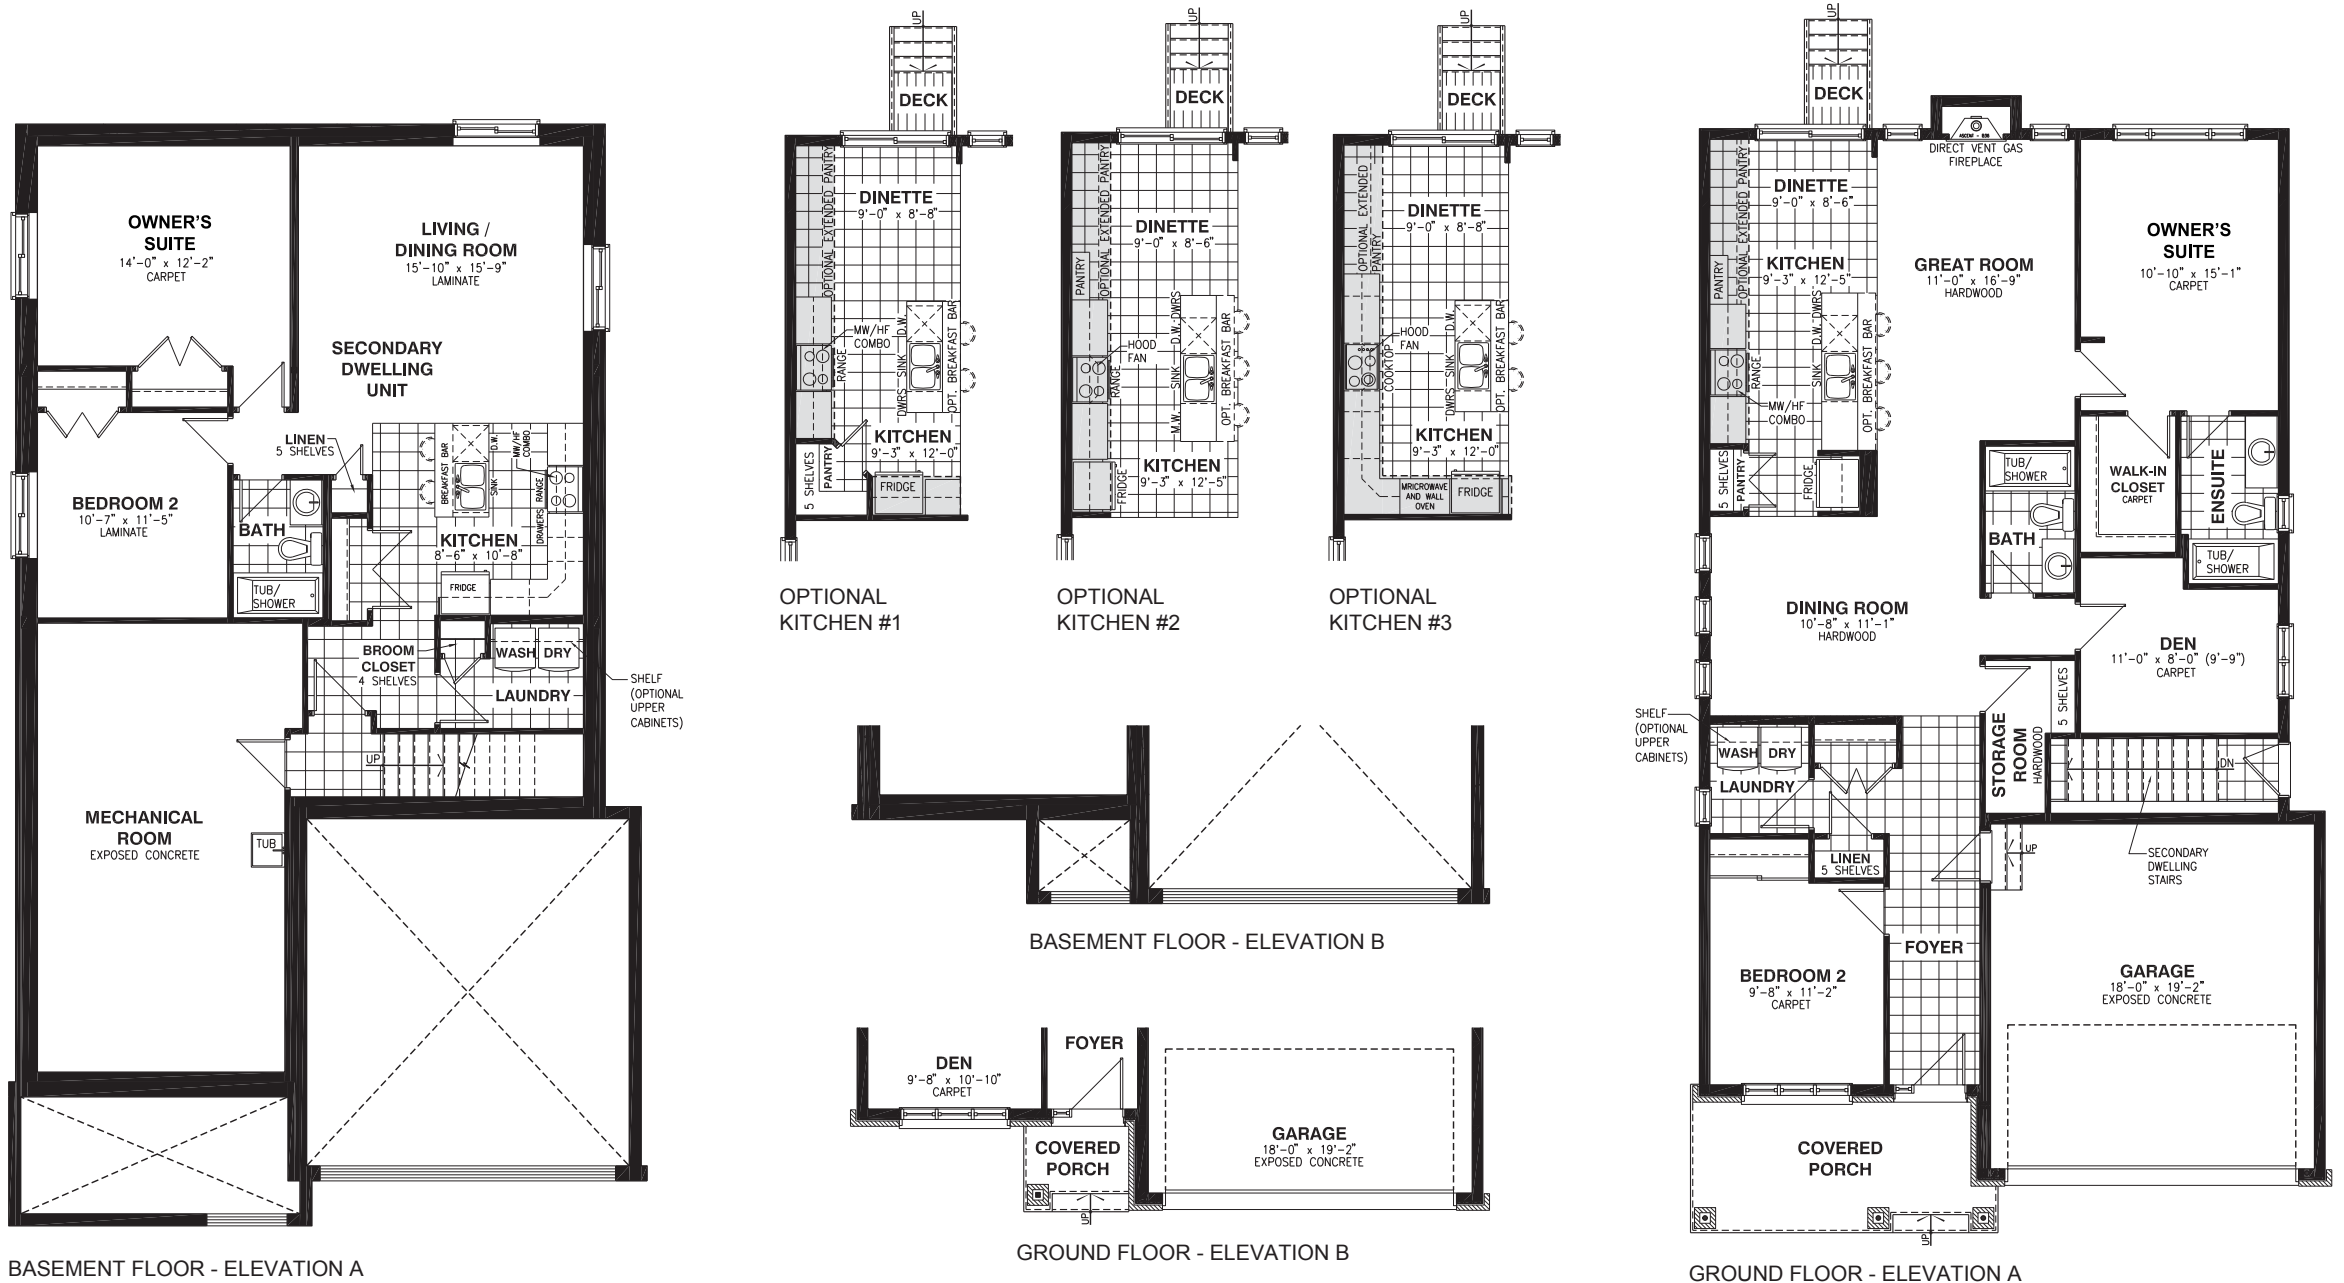 OWNER'S
SUITE
14'-0" x 12'-2"
CARPET
LIVING /
DINING ROOM
15'-10" x 15'-9"
LAMINATE
SECONDARY
DWELLING
UNIT
LINEN
5 SHELVES
BEDROOM 2
10'-7" x 11'-5"
LAMINATE
BATH
TUB/
SHOWER
BREAKFAST BAR
D.W.
SINK
MW/HF
COMBO
RANGE
DRAWERS
KITCHEN
8'-6" x 10'-8"
FRIDGE
BROOM
CLOSET
4 SHELVES
WASH
DRY
LAUNDRY
SHELF
(OPTIONAL
UPPER
CABINETS)
UP
MECHANICAL
ROOM
EXPOSED CONCRETE
TUB
BASEMENT FLOOR - ELEVATION A
UP
DECK
DINETTE
9'-0" x 8'-8"
OPTIONAL EXTENDED PANTRY
MW/HF
COMBO
RANGE
D.W.
SINK
DWRS
OPT. BREAKFAST BAR
KITCHEN
9'-3" x 12'-0"
5 SHELVES
PANTRY
FRIDGE
OPTIONAL
KITCHEN #1
UP
DECK
DINETTE
9'-0" x 8'-6"
OPTIONAL EXTENDED PANTRY
PANTRY
HOOD
FAN
RANGE
DWRS
D.W.
SINK
M.W.
OPT. BREAKFAST BAR
KITCHEN
9'-3" x 12'-5"
FRIDGE
OPTIONAL
KITCHEN #2
UP
DECK
DINETTE
9'-0" x 8'-8"
OPTIONAL EXTENDED
PANTRY
HOOD
FAN
COOKTOP
D.W.
SINK
DWRS
OPT. BREAKFAST BAR
KITCHEN
9'-3" x 12'-0"
MRICROWAVE
AND WALL
OVEN
FRIDGE
OPTIONAL
KITCHEN #3
BASEMENT FLOOR - ELEVATION B
DEN
9'-8" x 10'-10"
CARPET
FOYER
COVERED
PORCH
UP
GARAGE
18'-0" x 19'-2"
EXPOSED CONCRETE
GROUND FLOOR - ELEVATION B
UP
DECK
DIRECT VENT GAS
FIREPLACE
DINETTE
9'-0" x 8'-6"
OPTIONAL EXTENDED PANTRY
PANTRY
KITCHEN
9'-3" x 12'-5"
GREAT ROOM
11'-0" x 16'-9"
HARDWOOD
OWNER'S
SUITE
10'-10" x 15'-1"
CARPET
RANGE
MW/HF
COMBO
DWRS
D.W.
SINK
OPT. BREAKFAST BAR
5 SHELVES
PANTRY
FRIDGE
TUB/
SHOWER
BATH
WALK-IN
CLOSET
CARPET
ENSUITE
TUB/
SHOWER
DINING ROOM
10'-8" x 11'-1"
HARDWOOD
DEN
11'-0" x 8'-0" (9'-9")
CARPET
5 SHELVES
STORAGE
ROOM
HARDWOOD
SHELF
(OPTIONAL
UPPER
CABINETS)
WASH
DRY
LAUNDRY
DN
SECONDARY
DWELLING
STAIRS
LINEN
5 SHELVES
UP
FOYER
BEDROOM 2
9'-8" x 11'-2"
CARPET
GARAGE
18'-0" x 19'-2"
EXPOSED CONCRETE
COVERED
PORCH
UP
GROUND FLOOR - ELEVATION A